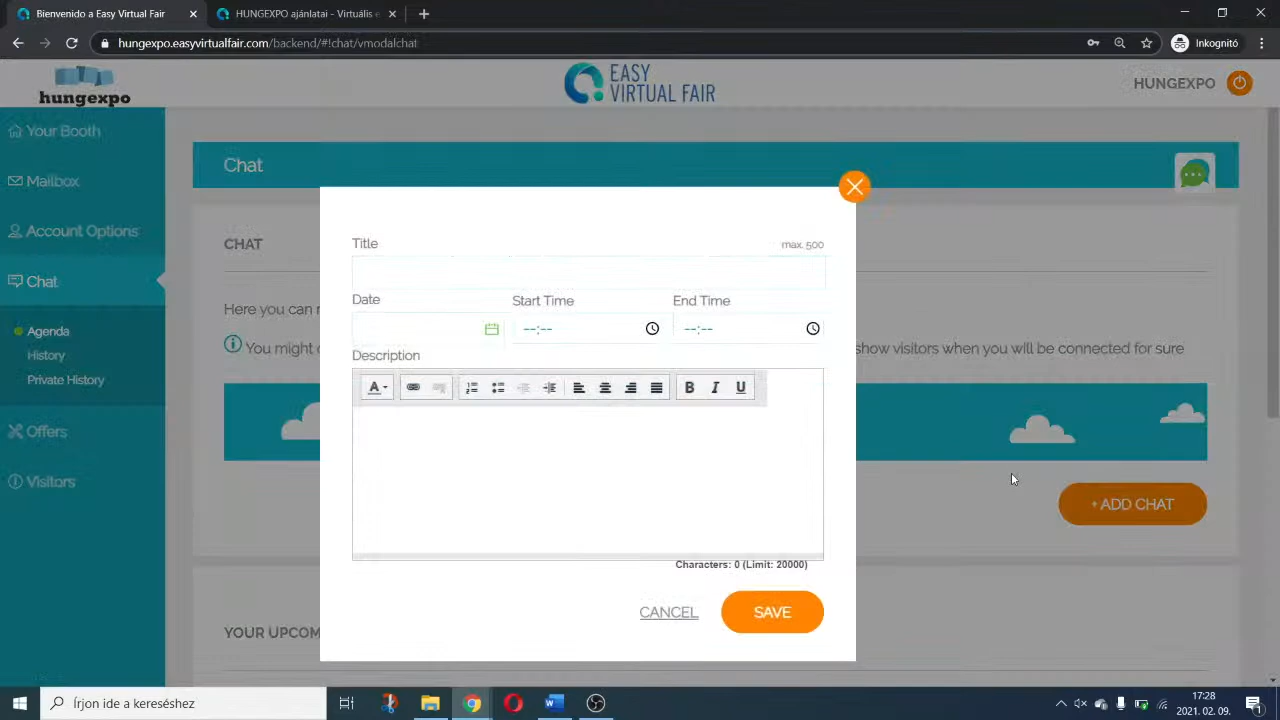 Bienvenido a Easy Virtual Fair
HUNGEXPO ajánlatai - Virtuális e
hungexpo.easyvirtualfair.com/backend/#!chat/vmodalchat
Inkognitó
hungexpo
EASY
VIRTUAL FAIR
HUNGEXPO
Your Booth
Mailbox
Account Options
Chat
Agenda
History
Private History
Offers
Visitors
Chat
CHAT
Here you can
You might
show visitors when you will be connected for sure
+ ADD CHAT
YOUR UPCOM
Title
max. 500
Date
Start Time
End Time
--:--
--:--
Description
A
B I U
Characters: 0 (Limit: 20000)
CANCEL
SAVE
Írjon ide a kereséshez
17:28
2021. 02. 09.
1